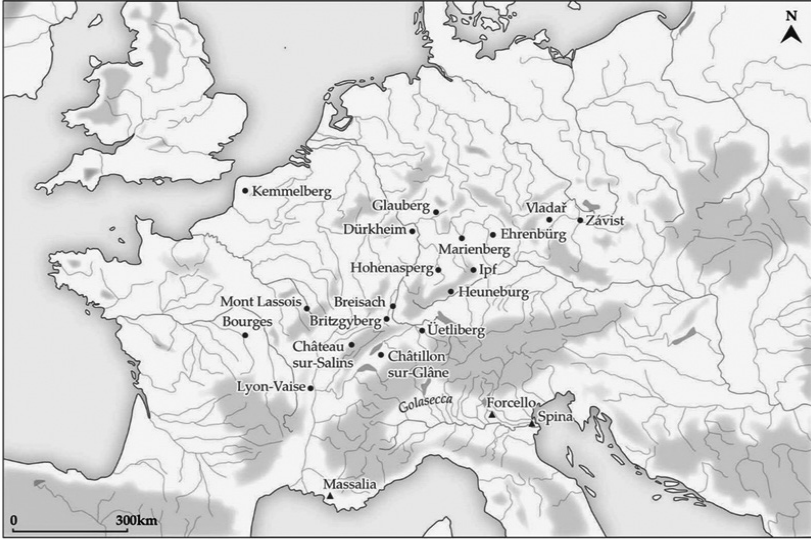 N
Kemmelberg
Glauberg
Vladař
Závist
Dürkheim
Ehrenbürg
Marienberg
Hohenasperg
Ipf
Heuneburg
Mont Lassois
Breisach
Bourges
Britzgyberg
Üetliberg
Château
sur-Salins
Châtillon
sur-Glâne
Lyon-Vaise
Golasecca
Forcello
Spina
Massalia
0
300km